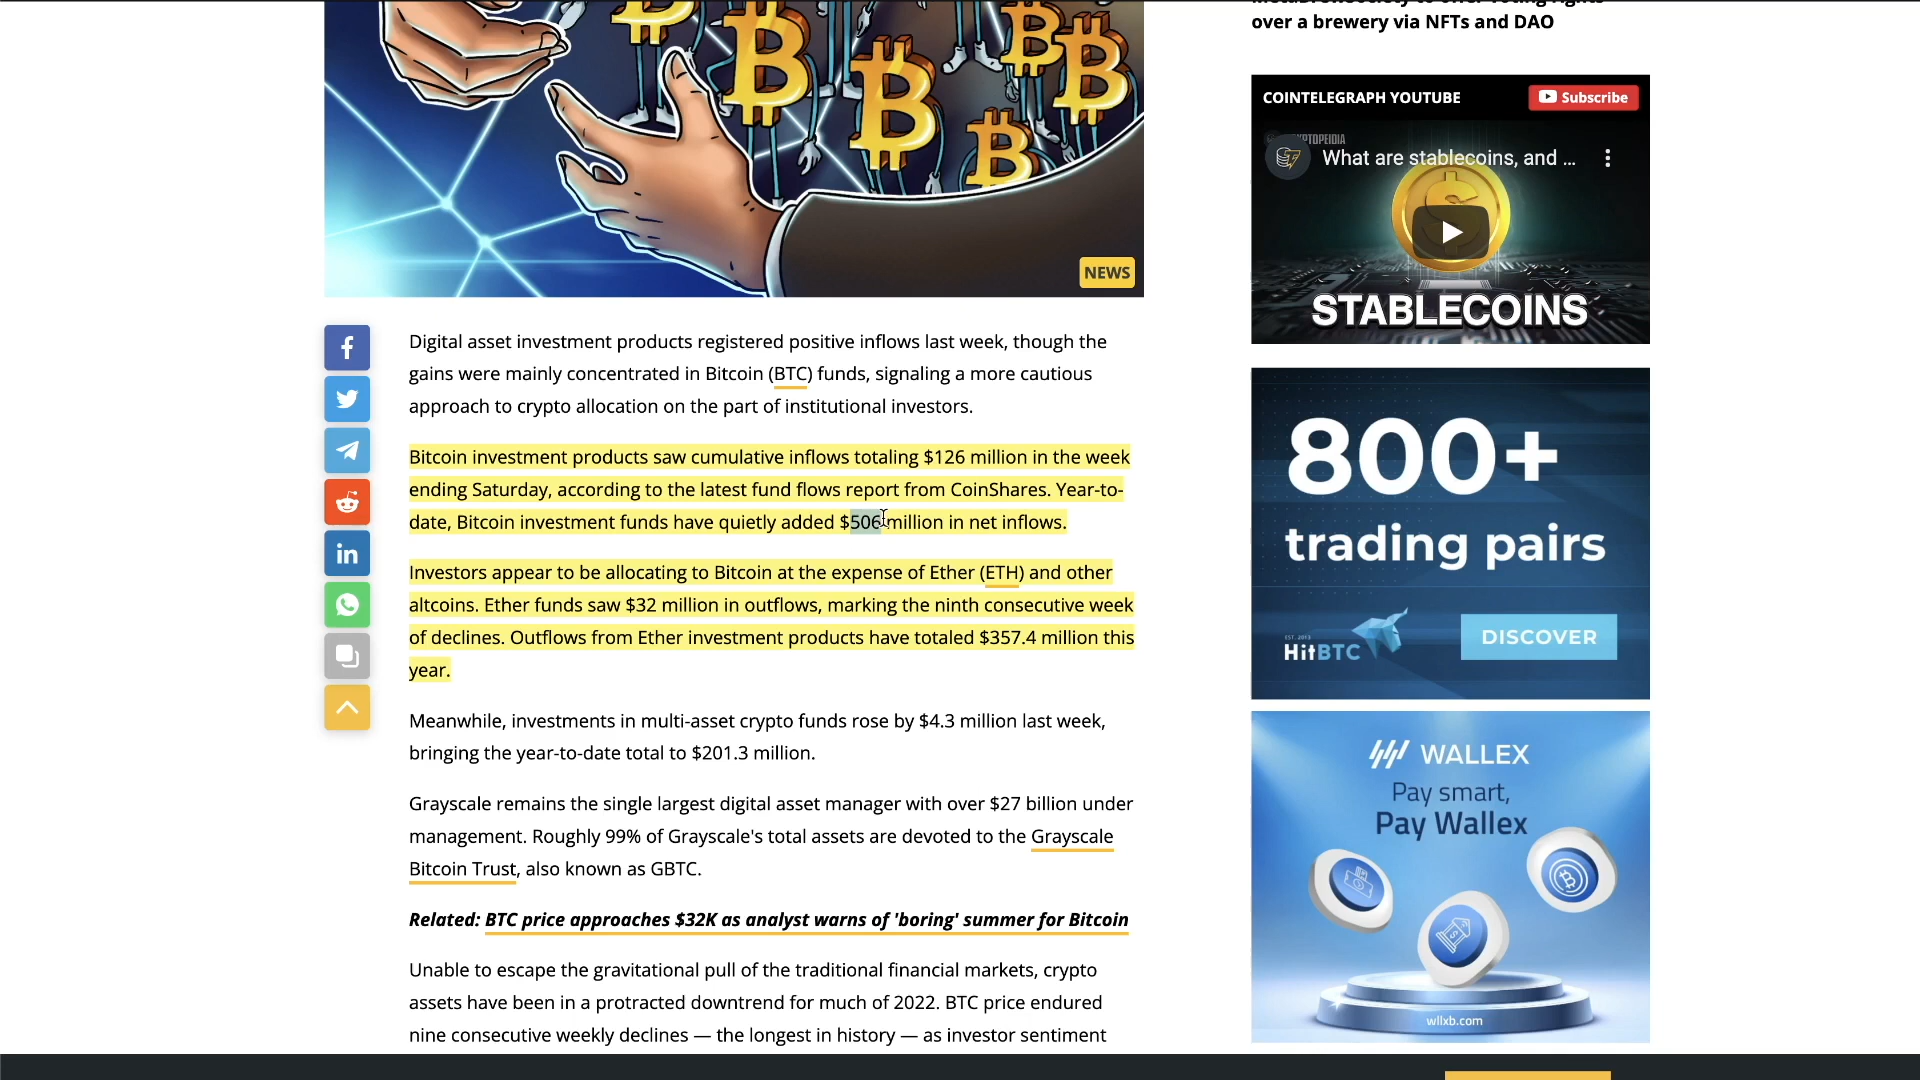 over a brewery via NFTs and DAO
NEWS
Digital asset investment products registered positive inflows last week, though the
gains were mainly concentrated in Bitcoin (BTC) funds, signaling a more cautious
approach to crypto allocation on the part of institutional investors.
Bitcoin investment products saw cumulative inflows totaling $126 million in the week
ending Saturday, according to the latest fund flows report from CoinShares. Year-to-
date, Bitcoin investment funds have quietly added $506 million in net inflows.
Investors appear to be allocating to Bitcoin at the expense of Ether (ETH) and other
altcoins. Ether funds saw $32 million in outflows, marking the ninth consecutive week
of declines. Outflows from Ether investment products have totaled $357.4 million this
year.
Meanwhile, investments in multi-asset crypto funds rose by $4.3 million last week,
bringing the year-to-date total to $201.3 million.
Grayscale remains the single largest digital asset manager with over $27 billion under
management. Roughly 99% of Grayscale's total assets are devoted to the Grayscale
Bitcoin Trust, also known as GBTC.
Related: BTC price approaches $32K as analyst warns of 'boring' summer for Bitcoin
Unable to escape the gravitational pull of the traditional financial markets, crypto
assets have been in a protracted downtrend for much of 2022. BTC price endured
nine consecutive weekly declines — the longest in history — as investor sentiment
COINTELEGRAPH YOUTUBE
Subscribe
What are stablecoins, and ...
STABLECOINS
800+
trading pairs
EST. 2013
HitBTC
DISCOVER
WALLEX
Pay smart,
Pay Wallex
wllxb.com